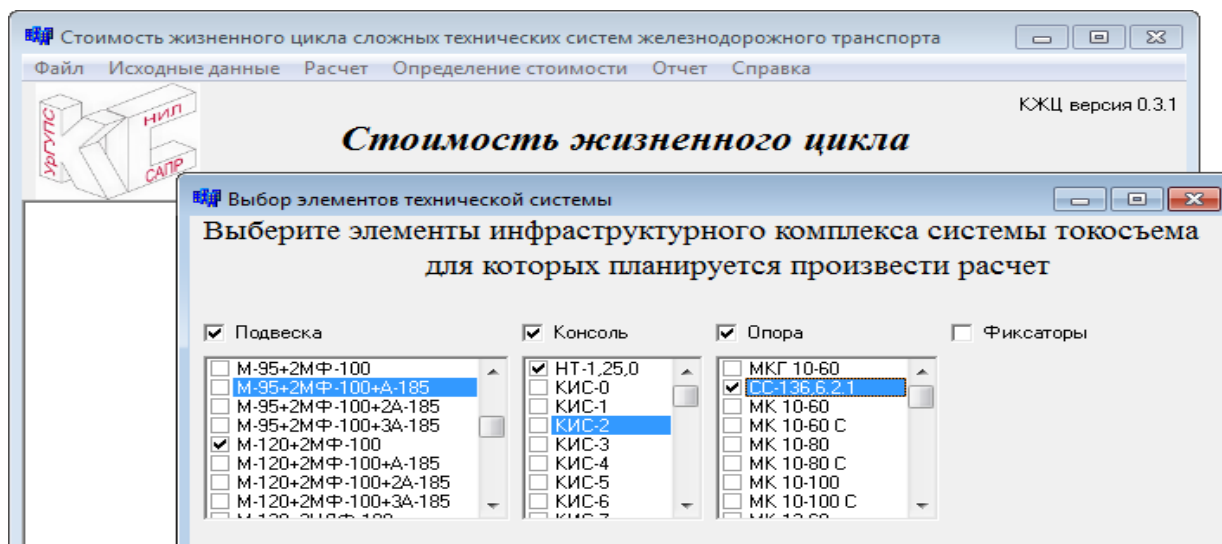 Стоимость жизненного цикла сложных технических систем железнодорожного транспорта
Файл Исходные данные Расчет Определение стоимости Отчет Справка
УрГУПС
НИЛ
САПР
КЖЦ версия 0.3.1
Стоимость жизненного цикла
Выбор элементов технической системы
Выберите элементы инфраструктурного комплекса системы токосъема
для которых планируется произвести расчет
Подвеска Консоль Опора Фиксаторы
М-95+2МФ-100
М-95+2МФ-100+А-185
М-95+2МФ-100+2А-185
М-95+2МФ-100+3А-185
М-120+2МФ-100
М-120+2МФ-100+А-185
М-120+2МФ-100+2А-185
М-120+2МФ-100+3А-185
НТ-1,25,0
КИС-0
КИС-1
КИС-2
КИС-3
КИС-4
КИС-5
КИС-6
МКГ 10-60
СС-136,6.2.1
МК 10-60
МК 10-60 С
МК 10-80
МК 10-80 С
МК 10-100
МК 10-100 С